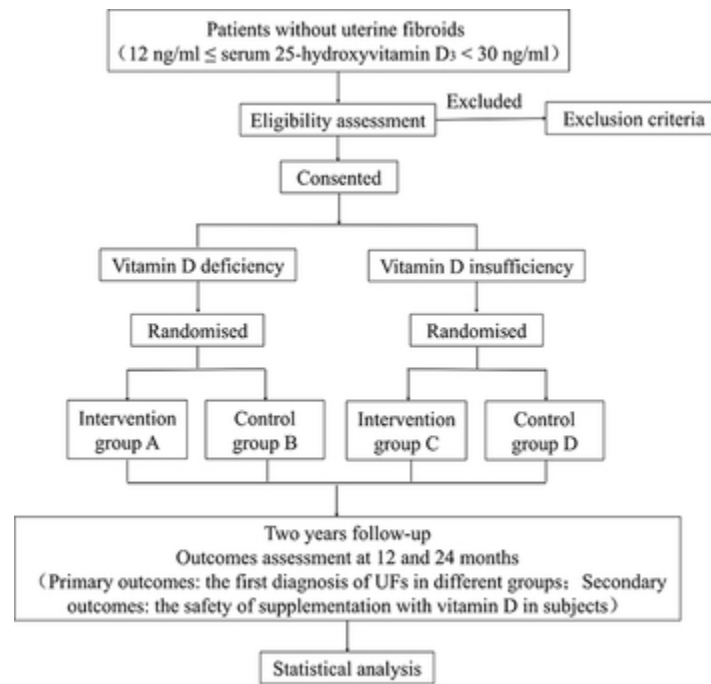 Patients without uterine fibroids
（12 ng/ml ≤ serum 25-hydroxyvitamin D3 < 30 ng/ml）
Excluded
Eligibility assessment
Exclusion criteria
Consented
Vitamin D deficiency
Vitamin D insufficiency
Randomised
Randomised
Intervention
group A
Control
group B
Intervention
group C
Control
group D
Two years follow-up
Outcomes assessment at 12 and 24 months
（Primary outcomes: the first diagnosis of UFs in different groups；Secondary
outcomes: the safety of supplementation with vitamin D in subjects）
Statistical analysis